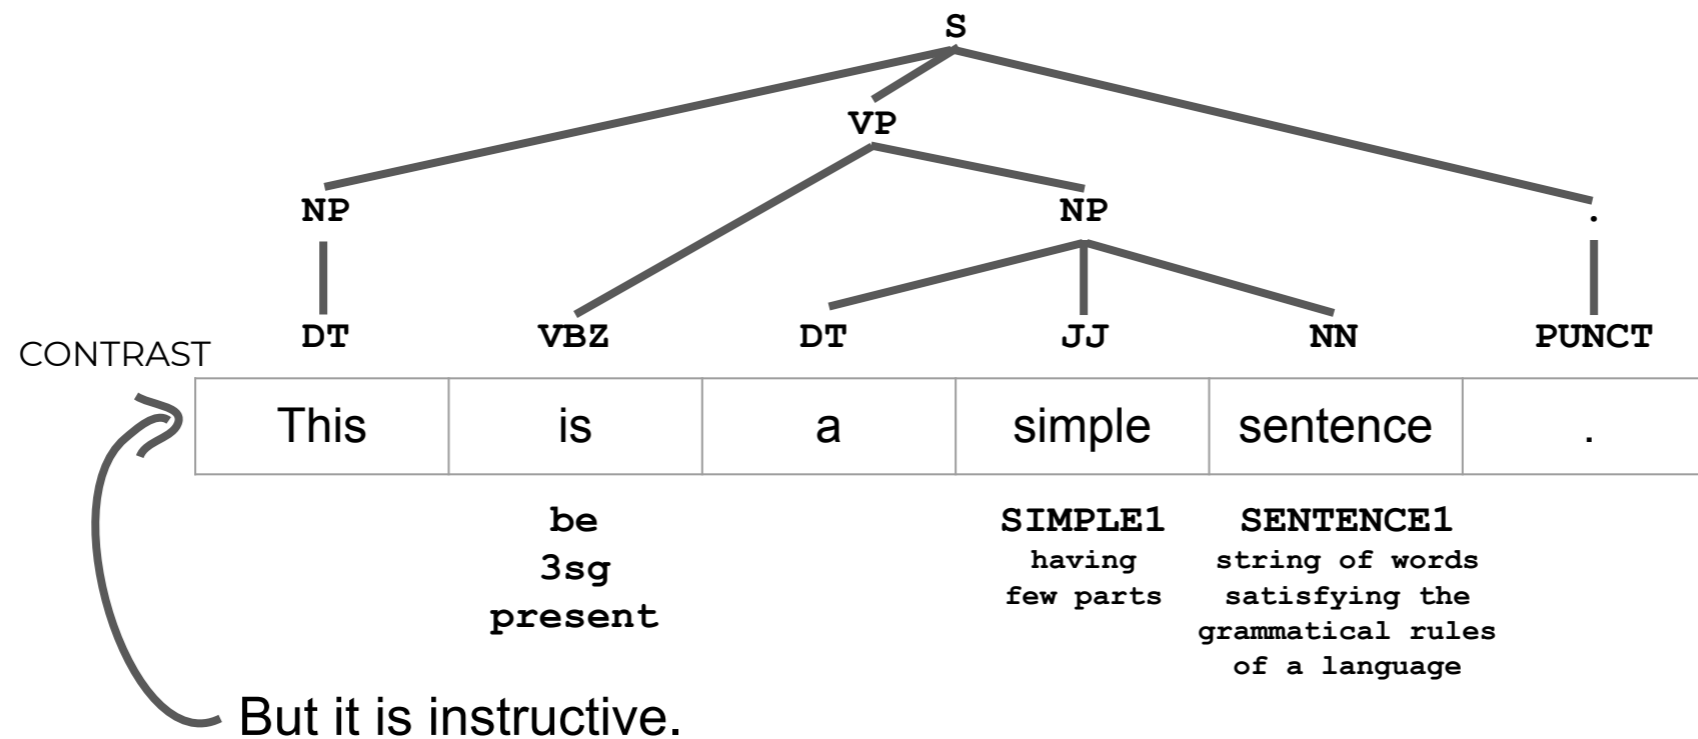 S
VP
NP NP .
DT VBZ DT JJ NN PUNCT
CONTRAST
This is a simple sentence .
be SIMPLE1 SENTENCE1
3sg having string of words
present few parts satisfying the
grammatical rules
of a language
But it is instructive.